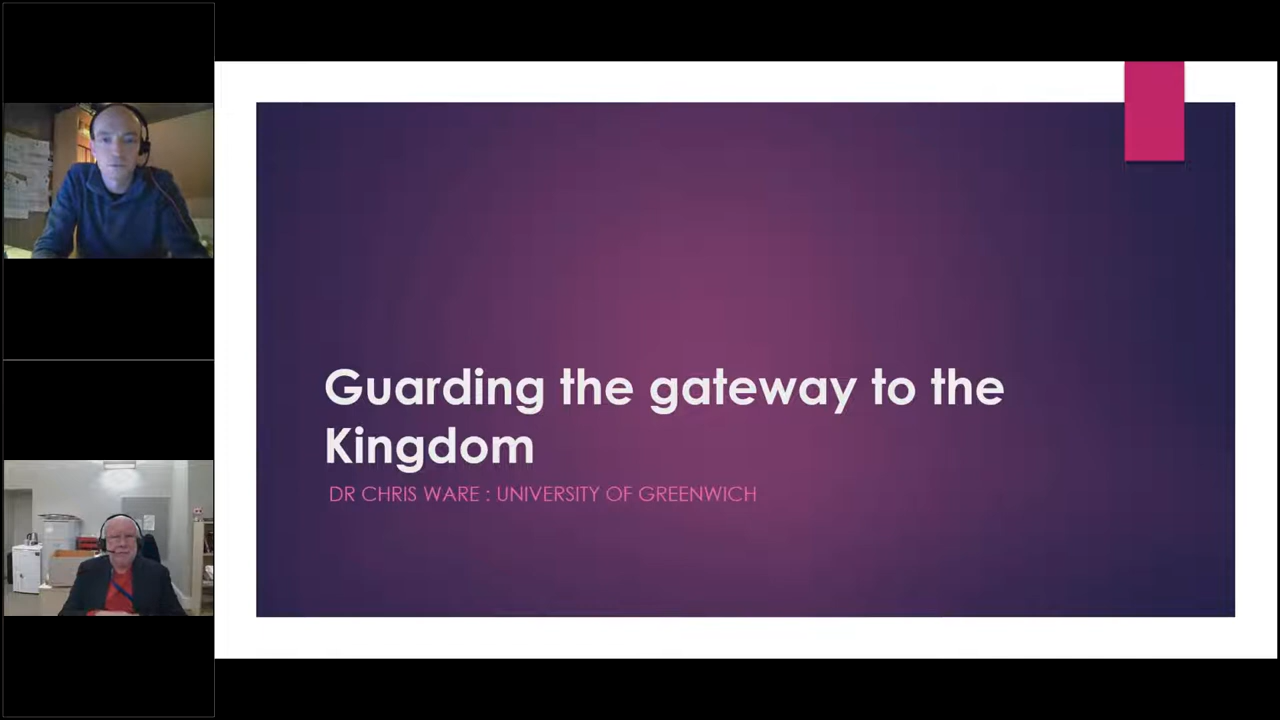 Guarding the gateway to the
Kingdom
DR CHRIS WARE : UNIVERSITY OF GREENWICH